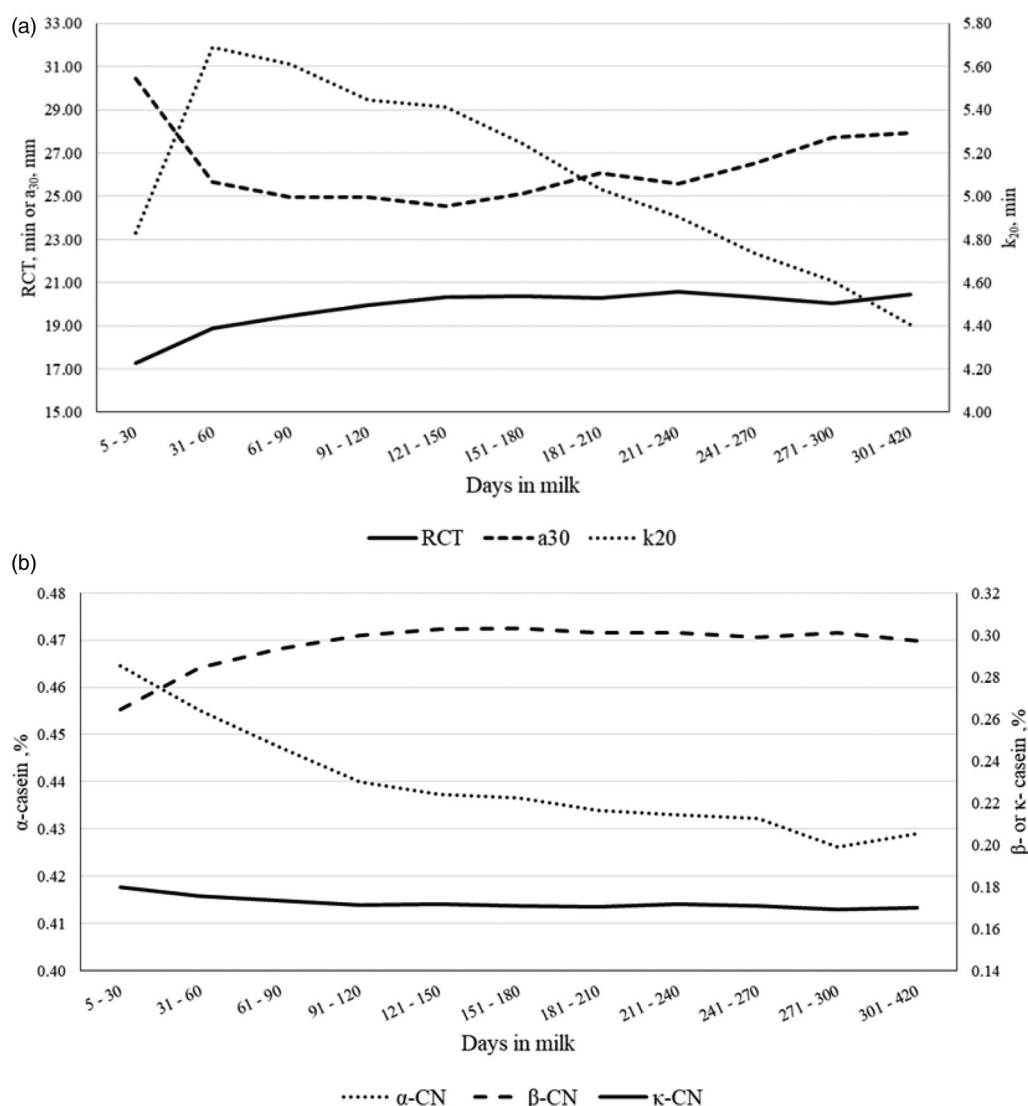 (a)
33.00
31.00
29.00
27.00
25.00
23.00
21.00
19.00
17.00
15.00
RCT, min or a30, mm
5.80
5.60
5.40
5.20
5.00
4.80
4.60
4.40
4.20
4.00
k20, min
5 - 30
31 - 60
61 - 90
91 - 120
121 - 150
151 - 180
181 - 210
211 - 240
241 - 270
271 - 300
301 - 420
Days in milk
RCT a30 k20
(b)
0.48
0.47
0.46
0.45
0.44
0.43
0.42
0.41
0.40
α-casein ,%
0.32
0.30
0.28
0.26
0.24
0.22
0.20
0.18
0.16
0.14
β- or κ- casein ,%
5 - 30
31 - 60
61 - 90
91 - 120
121 - 150
151 - 180
181 - 210
211 - 240
241 - 270
271 - 300
301 - 420
Days in milk
α-CN β-CN κ-CN